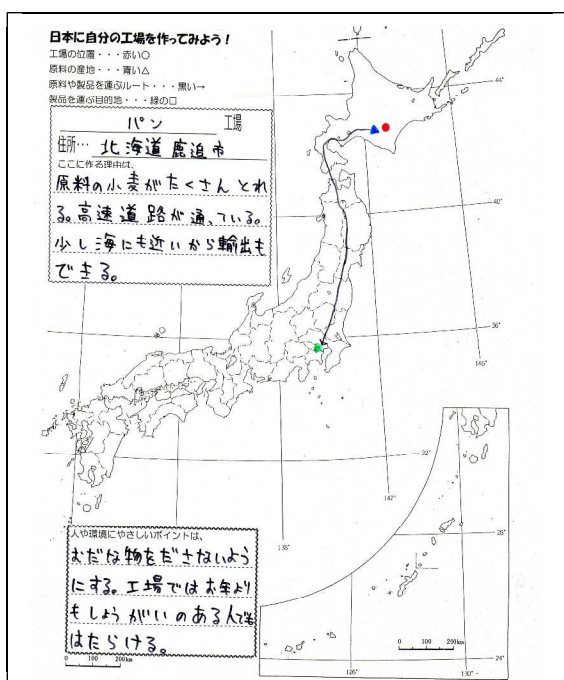 日本に自分の工場を作ってみよう！
工場の位置・・・赤い○
原料の産地・・・青い△
原料や製品を運ぶルート・・・黒い→
製品を運ぶ目的地・・・緑の□
パン 工場
住所… 北海道鹿追市
ここに作る理由は、
原料の小麦がたくさんとれ
る。高速道路が通っている。
少し海にも近いから輸出も
できる。
44°
40°
36°
146°
32°
142°
138°
28°
人や環境にやさしいポイントは、
むだな物をださないよう
にする。工場ではお年より
もしょうがいのある人でも
はたらける。
0 100 200km
0 100 200km
24°
126°
130°